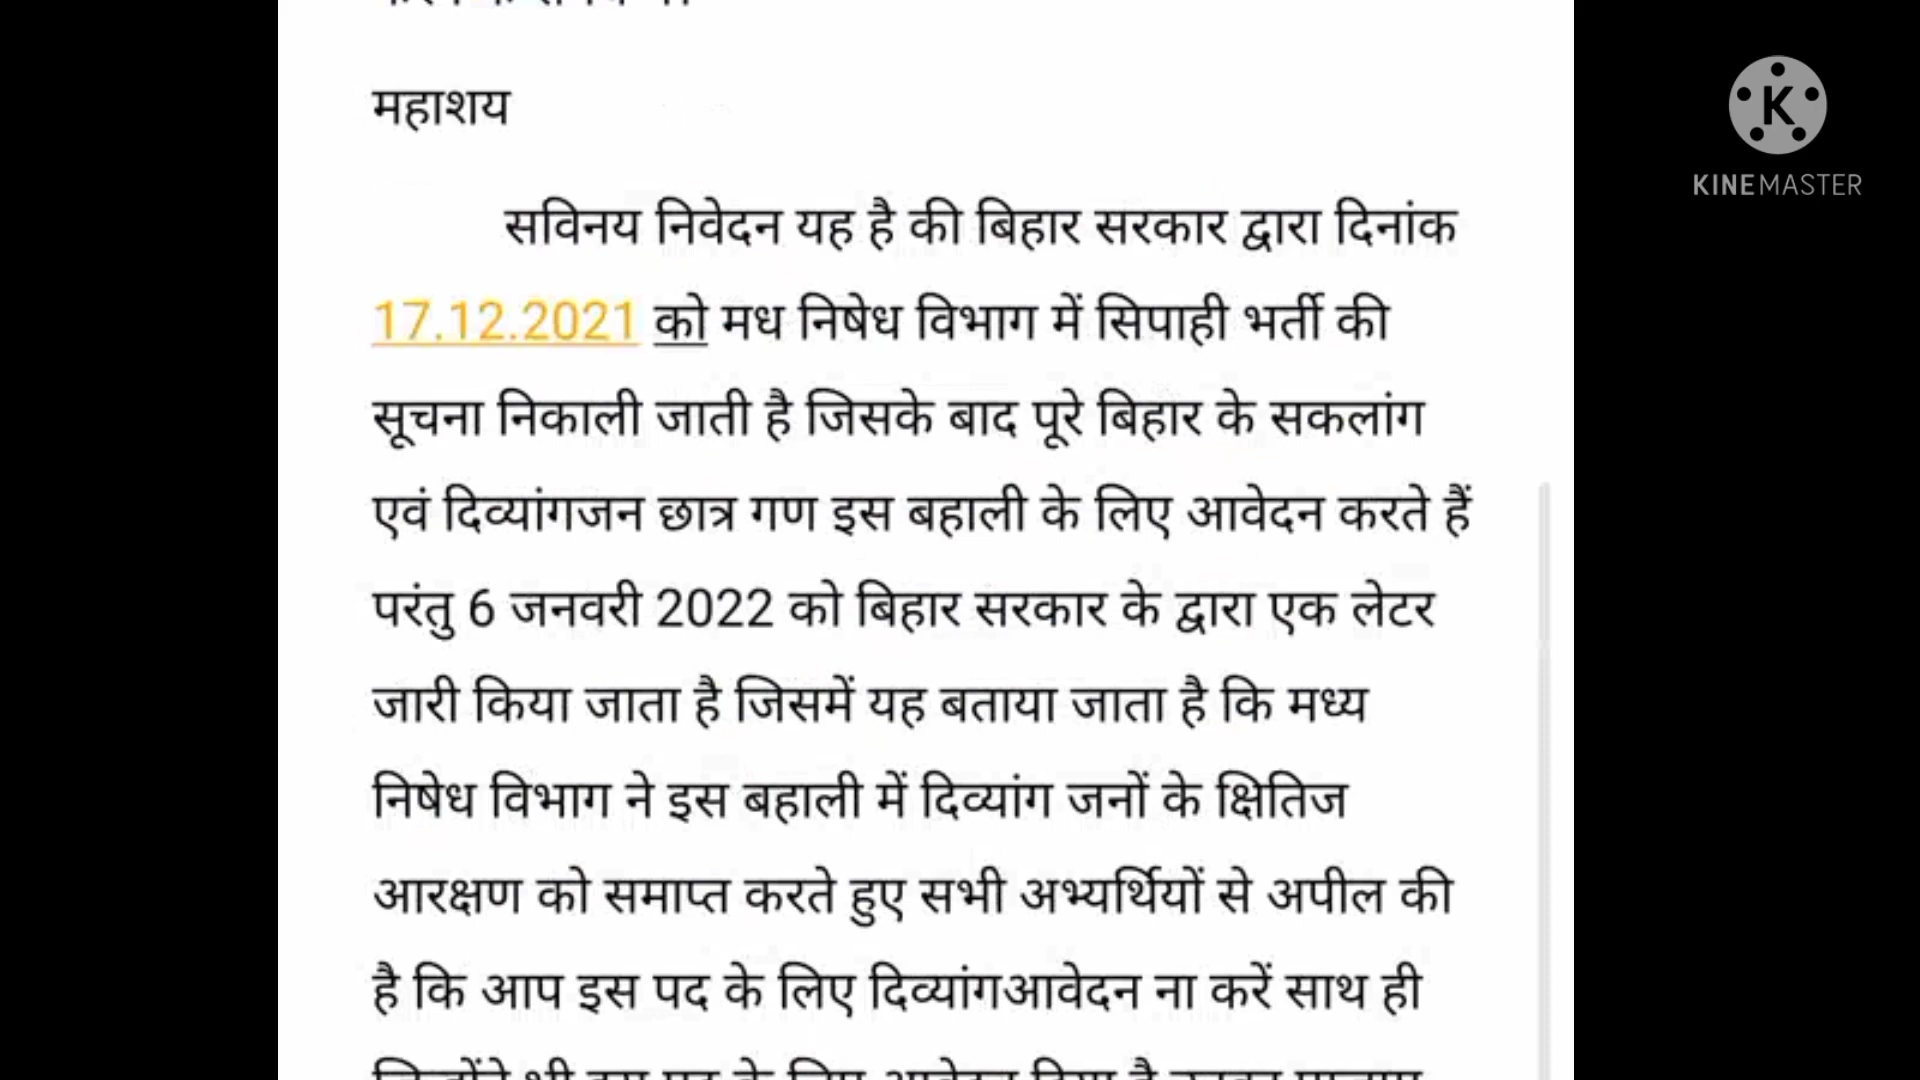 महाशय
सविनय निवेदन यह है की बिहार सरकार द्वारा दिनांक
17.12.2021 को मध निषेध विभाग में सिपाही भर्ती की
सूचना निकाली जाती है जिसके बाद पूरे बिहार के सकलांग
एवं दिव्यांगजन छात्र गण इस बहाली के लिए आवेदन करते हैं
परंतु 6 जनवरी 2022 को बिहार सरकार के द्वारा एक लेटर
जारी किया जाता है जिसमें यह बताया जाता है कि मध्य
निषेध विभाग ने इस बहाली में दिव्यांग जनों के क्षितिज
आरक्षण को समाप्त करते हुए सभी अभ्यर्थियों से अपील की
है कि आप इस पद के लिए दिव्यांगआवेदन ना करें साथ ही
K
KINEMASTER